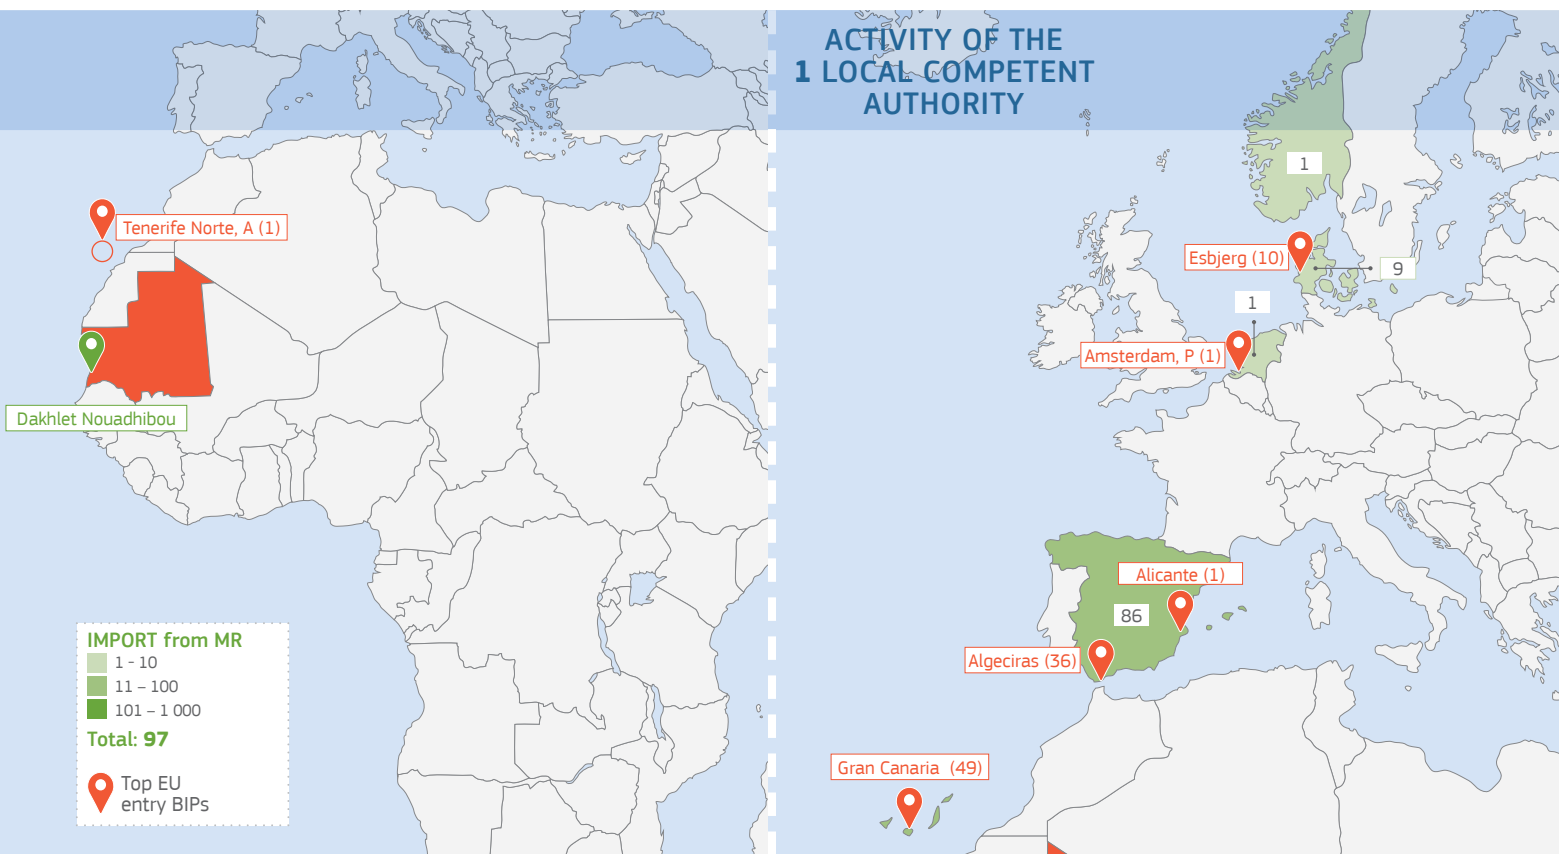 ACTIVITY OF THE
1 LOCAL COMPETENT
AUTHORITY
Tenerife Norte, A (1)
Dakhlet Nouadhibou
IMPORT from MR
1 - 10
11 – 100
101 – 1 000
Total: 97
Top EU
entry BIPs
1
Esbjerg (10)
9
1
Amsterdam, P (1)
Alicante (1)
86
Algeciras (36)
Gran Canaria (49)